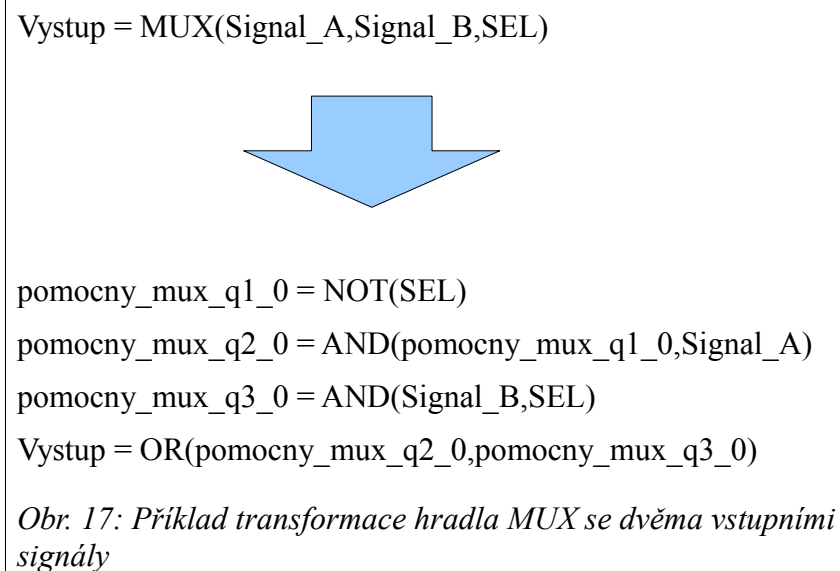 Vystup = MUX(Signal_A,Signal_B,SEL)
pomocny_mux_q1_0 = NOT(SEL)
pomocny_mux_q2_0 = AND(pomocny_mux_q1_0,Signal_A)
pomocny_mux_q3_0 = AND(Signal_B,SEL)
Vystup = OR(pomocny_mux_q2_0,pomocny_mux_q3_0)
Obr. 17: Příklad transformace hradla MUX se dvěma vstupními
signály